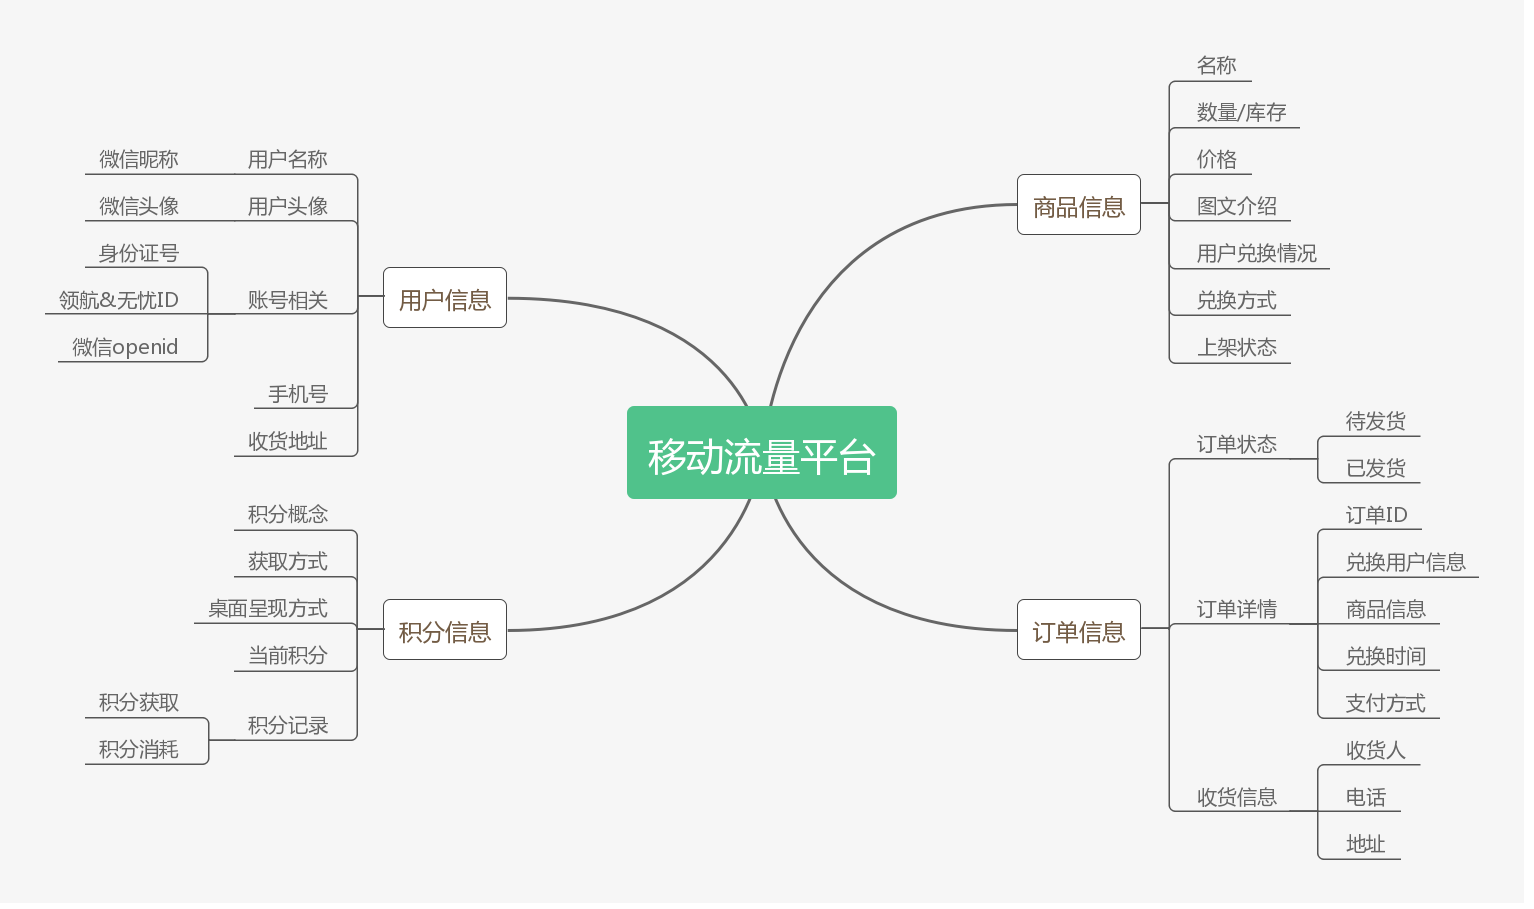 移动流量平台
商品信息
名称
数量/库存
价格
图文介绍
用户兑换情况
兑换方式
上架状态
订单信息
订单状态
待发货
已发货
订单详情
订单ID
兑换用户信息
商品信息
兑换时间
支付方式
收货信息
收货人
电话
地址
用户信息
用户名称
微信昵称
用户头像
微信头像
账号相关
身份证号
领航&无忧ID
微信openid
手机号
收货地址
积分信息
积分概念
获取方式
桌面呈现方式
当前积分
积分记录
积分获取
积分消耗